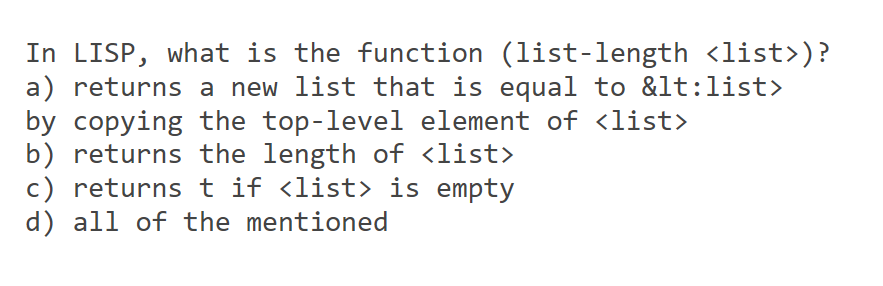 In LISP, what is the function (list-length <list>)?
a) returns a new list that is equal to &lt:list>
by copying the top-level element of <list>
b) returns the length of <list>
c) returns t if <list> is empty
d) all of the mentioned